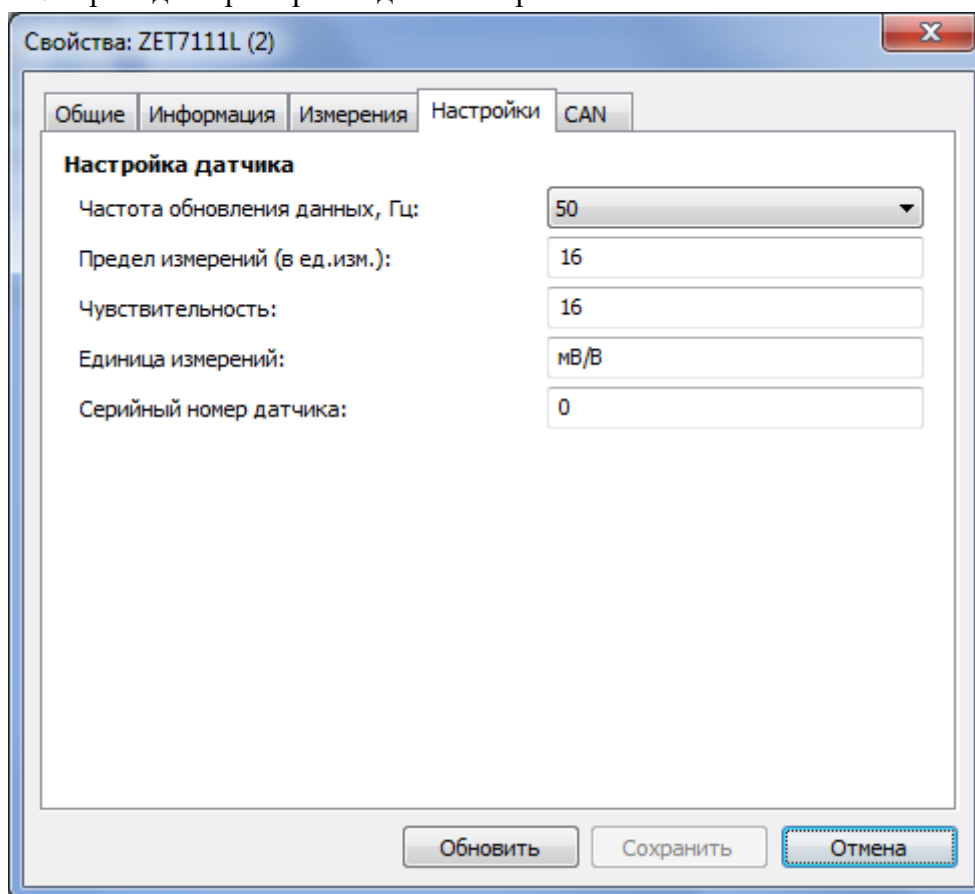 Свойства: ZET7111L (2)
Общие Информация Измерения Настройки CAN
Настройка датчика
Частота обновления данных, Гц: 50
Предел измерений (в ед.изм.): 16
Чувствительность: 16
Единица измерений: мВ/В
Серийный номер датчика: 0
Обновить Сохранить Отмена